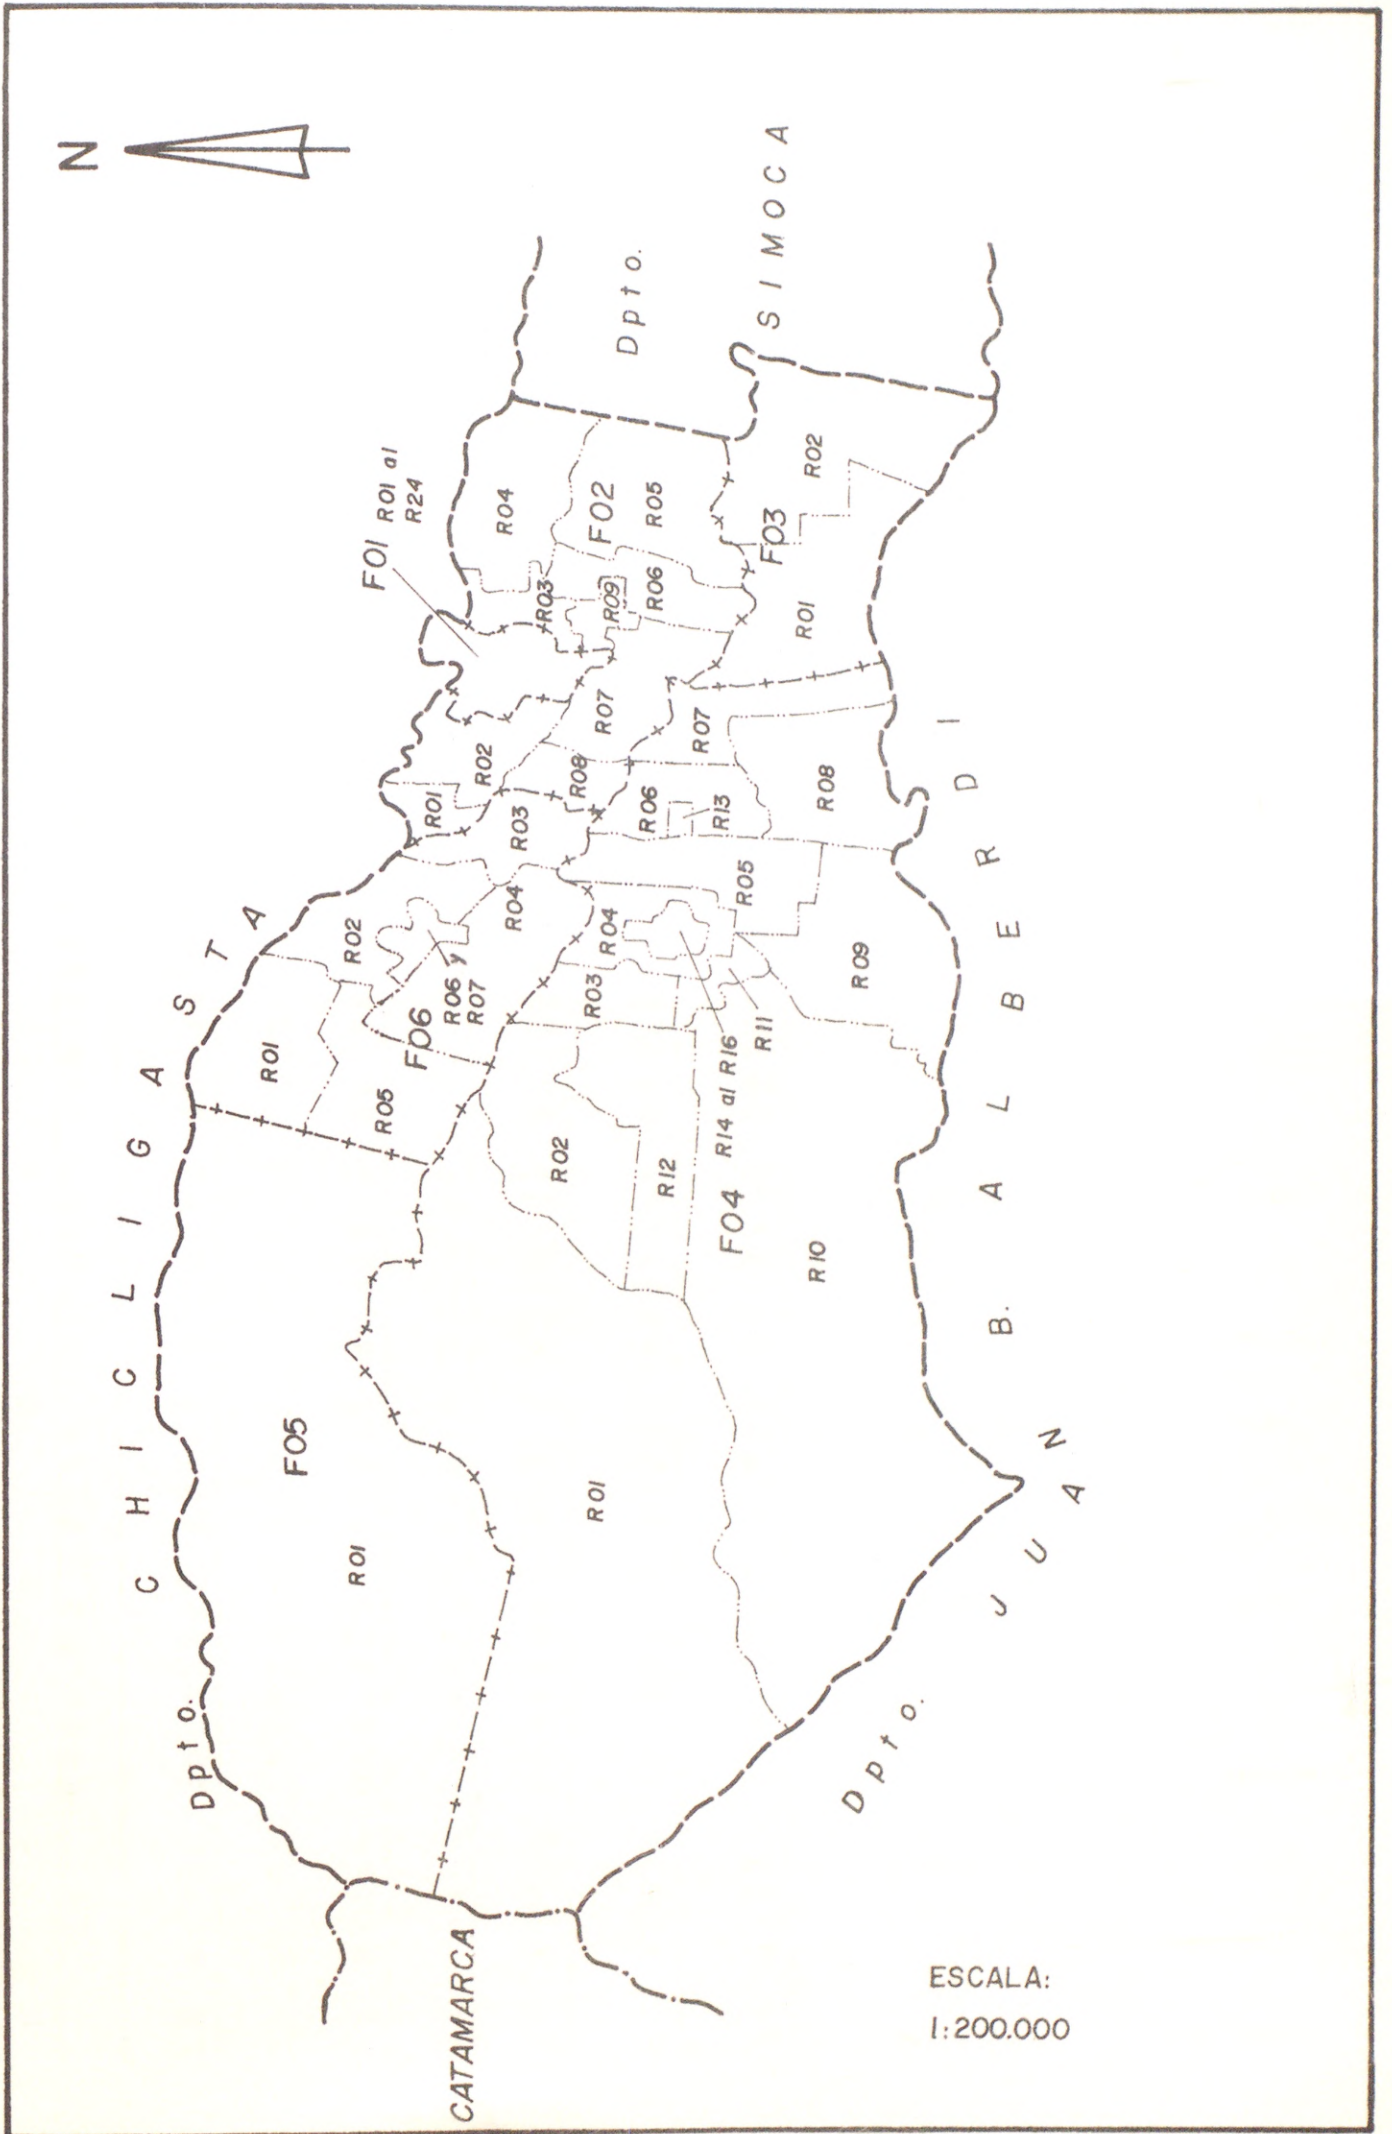 N
Dpto. CHICLIGASTA
Dpto. SIMOCA
Dpto. JUAN B. ALBERDI
CATAMARCA
F01 R01 al
R24
F02
R04
R03
R09
R05
R06
R07
R02
R01
R08
F03
R02
R01
F04
R01
R02
R03
R04
R05
R06
R13
R07
R08
R09
R10
R11
R12
R14 al R16
F05
R01
F06
R01
R02
R03
R04
R05
R06 y
R07
ESCALA:
1:200.000